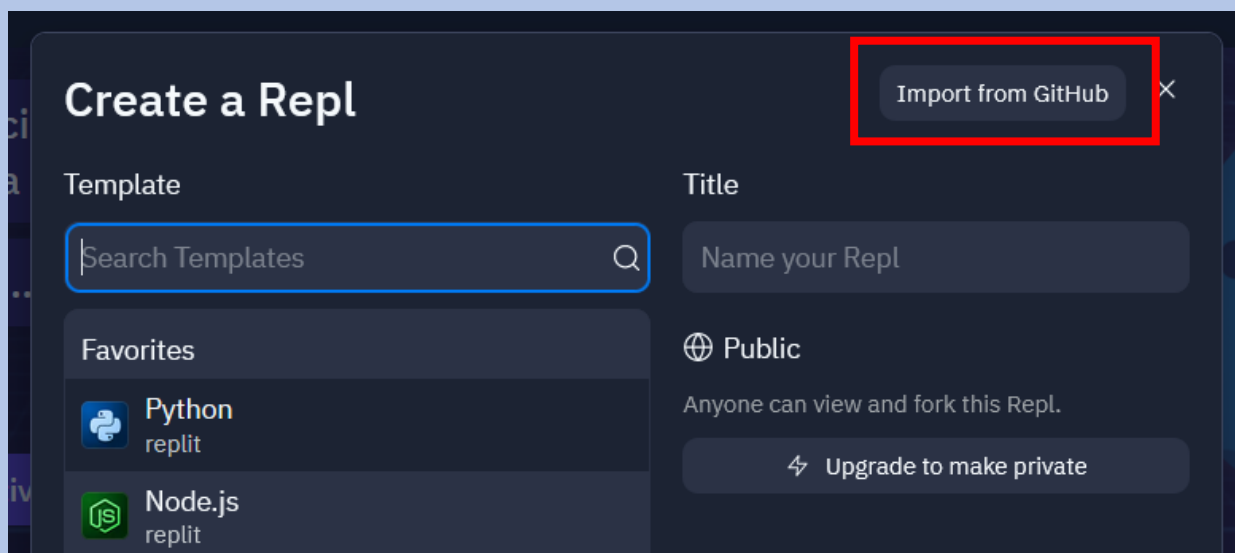 Create a Repl
Import from GitHub
Template
Title
Search Templates
Name your Repl
Favorites
Public
Python
replit
Anyone can view and fork this Repl.
Upgrade to make private
Node.js
replit